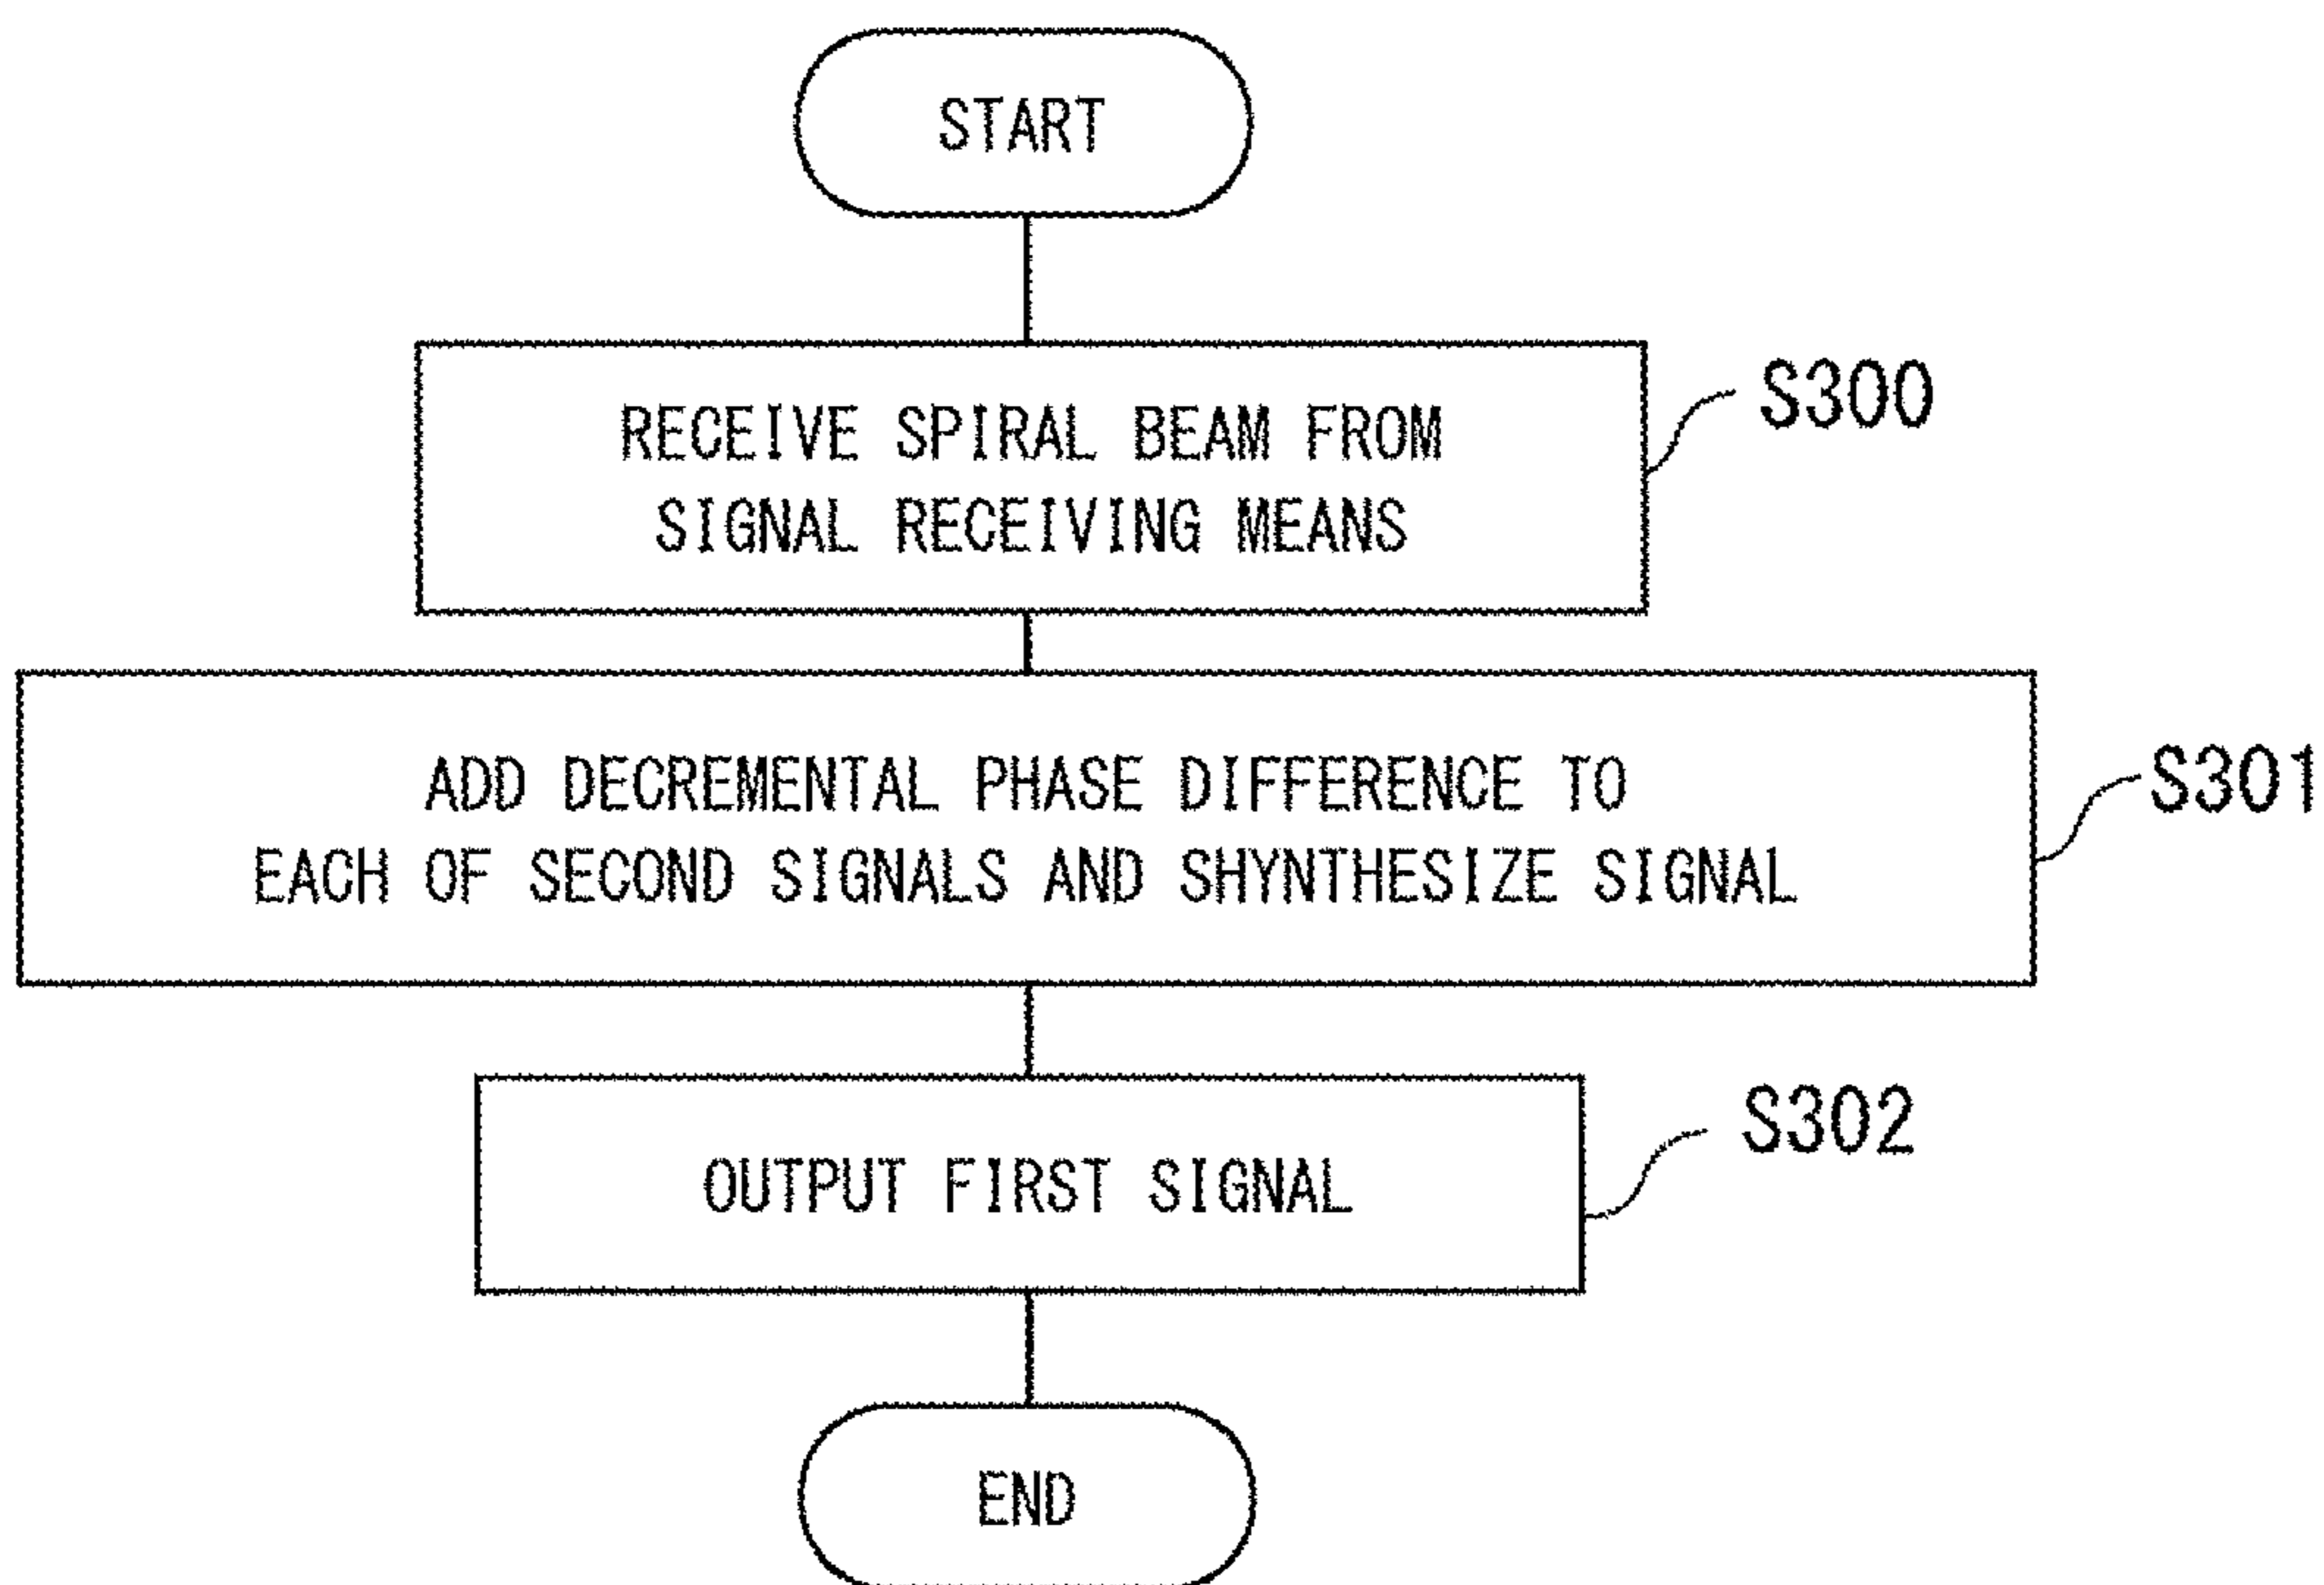 START
RECEIVE SPIRAL BEAM FROM
SIGNAL RECEIVING MEANS
S300
ADD DECREMENTAL PHASE DIFFERENCE TO
EACH OF SECOND SIGNALS AND SHYNTHESIZE SIGNAL
S301
OUTPUT FIRST SIGNAL
S302
END